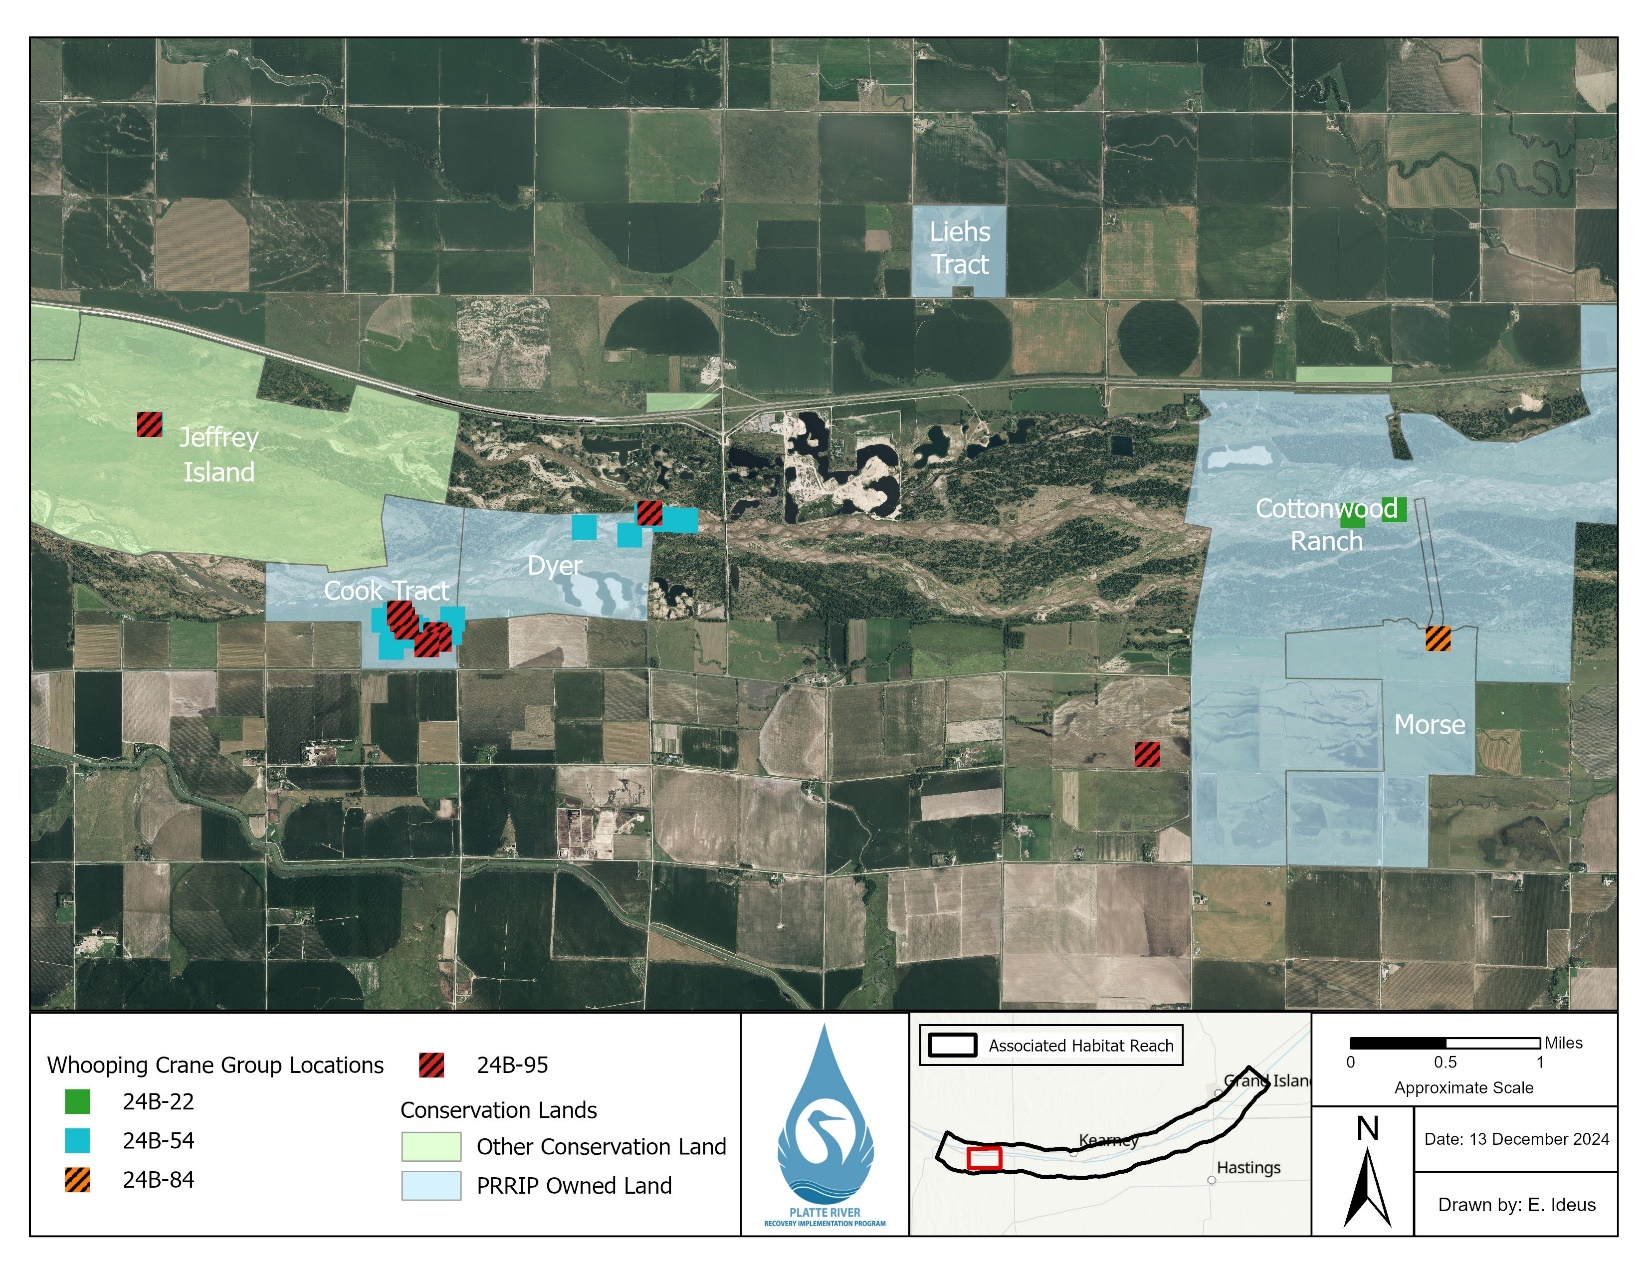 Liehs
Tract
Jeffrey
Island
Cottonwood
Ranch
Dyer
Cook Tract
Morse
Whooping Crane Group Locations
24B-22
24B-54
24B-84
24B-95
Conservation Lands
Other Conservation Land
PRRIP Owned Land
PLATTE RIVER
RECOVERY IMPLEMENTATION PROGRAM
Associated Habitat Reach
Grand Islan
Kearney
Hastings
Miles
0 0.5 1
Approximate Scale
N
Date: 13 December 2024
Drawn by: E. Ideus